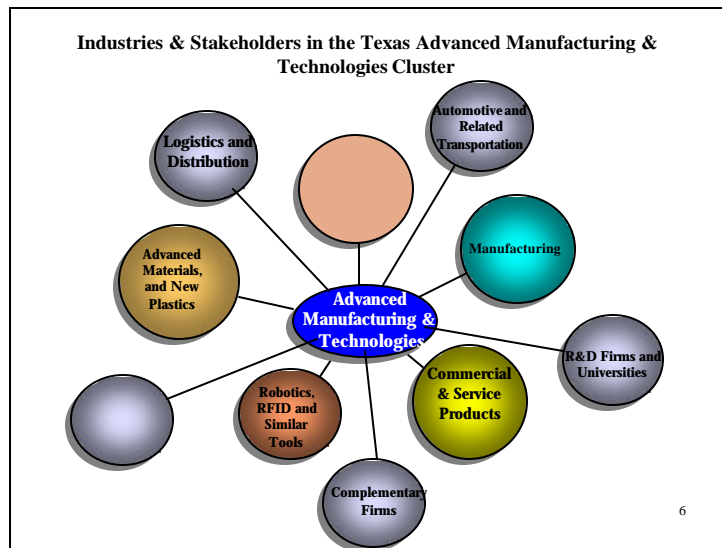 Industries & Stakeholders in the Texas Advanced Manufacturing &
Technologies Cluster
Automotive and
Related
Transportation
Logistics and
Distribution
Manufacturing
Advanced
Materials,
and New
Plastics
Advanced
Manufacturing &
Technologies
R&D Firms and
Universities
Commercial
& Service
Products
Robotics,
RFID and
Similar
Tools
Complementary
Firms
6